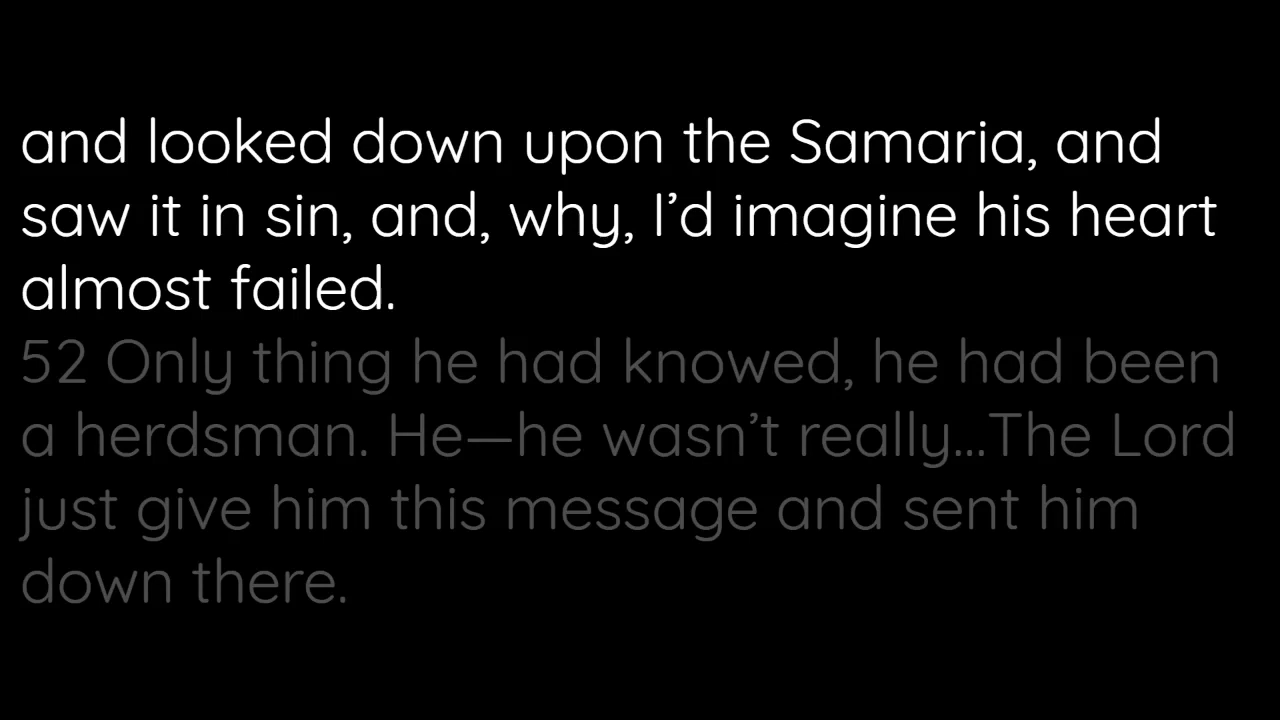 and looked down upon the Samaria, and
saw it in sin, and, why, I’d imagine his heart
almost failed.
52 Only thing he had knowed, he had been
a herdsman. He—he wasn’t really...The Lord
just give him this message and sent him
down there.